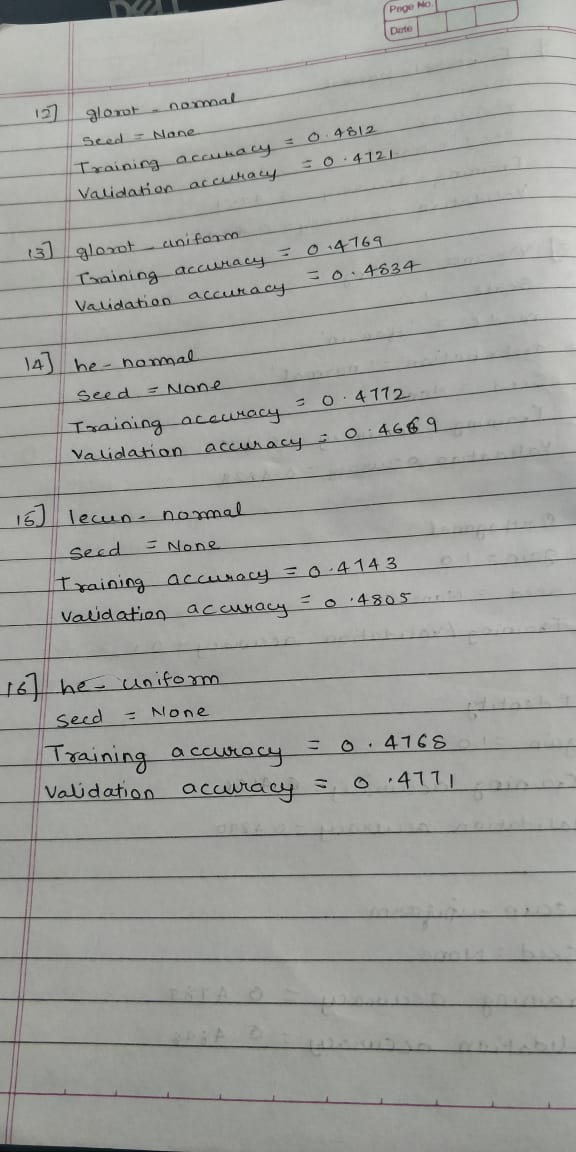 DELL
Page No.
Date
12] glorot - normal
seed = None
Training accuracy = 0.4812
Validation accuracy = 0.4721
13] glorot - uniform
Training accuracy = 0.4769
Validation accuracy = 0.4834
14] he - normal
Seed = None
Training accuracy = 0.4772
Validation accuracy = 0.4669
15] lecun - normal
seed = None
Training accuracy = 0.4743
Validation accuracy = 0.4805
16] he - uniform
seed = None
Training accuracy = 0.4768
Validation accuracy = 0.4771